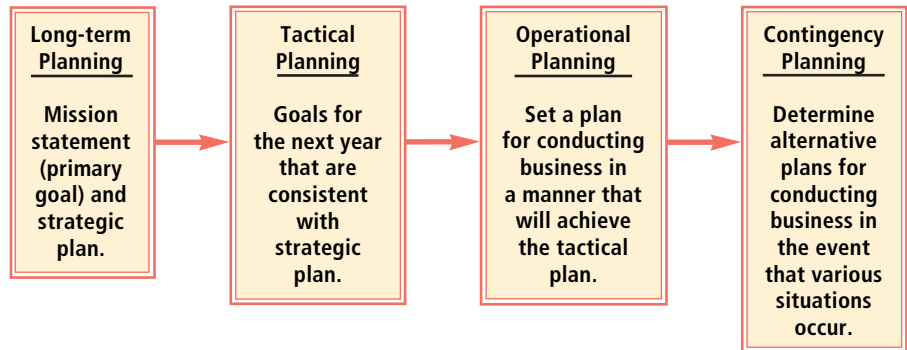 Long-term
Planning
Mission
statement
(primary
goal) and
strategic
plan.
Tactical
Planning
Goals for
the next year
that are
consistent
with
strategic
plan.
Operational
Planning
Set a plan
for conducting
business in
a manner that
will achieve
the tactical
plan.
Contingency
Planning
Determine
alternative
plans for
conducting
business in
the event
that various
situations
occur.